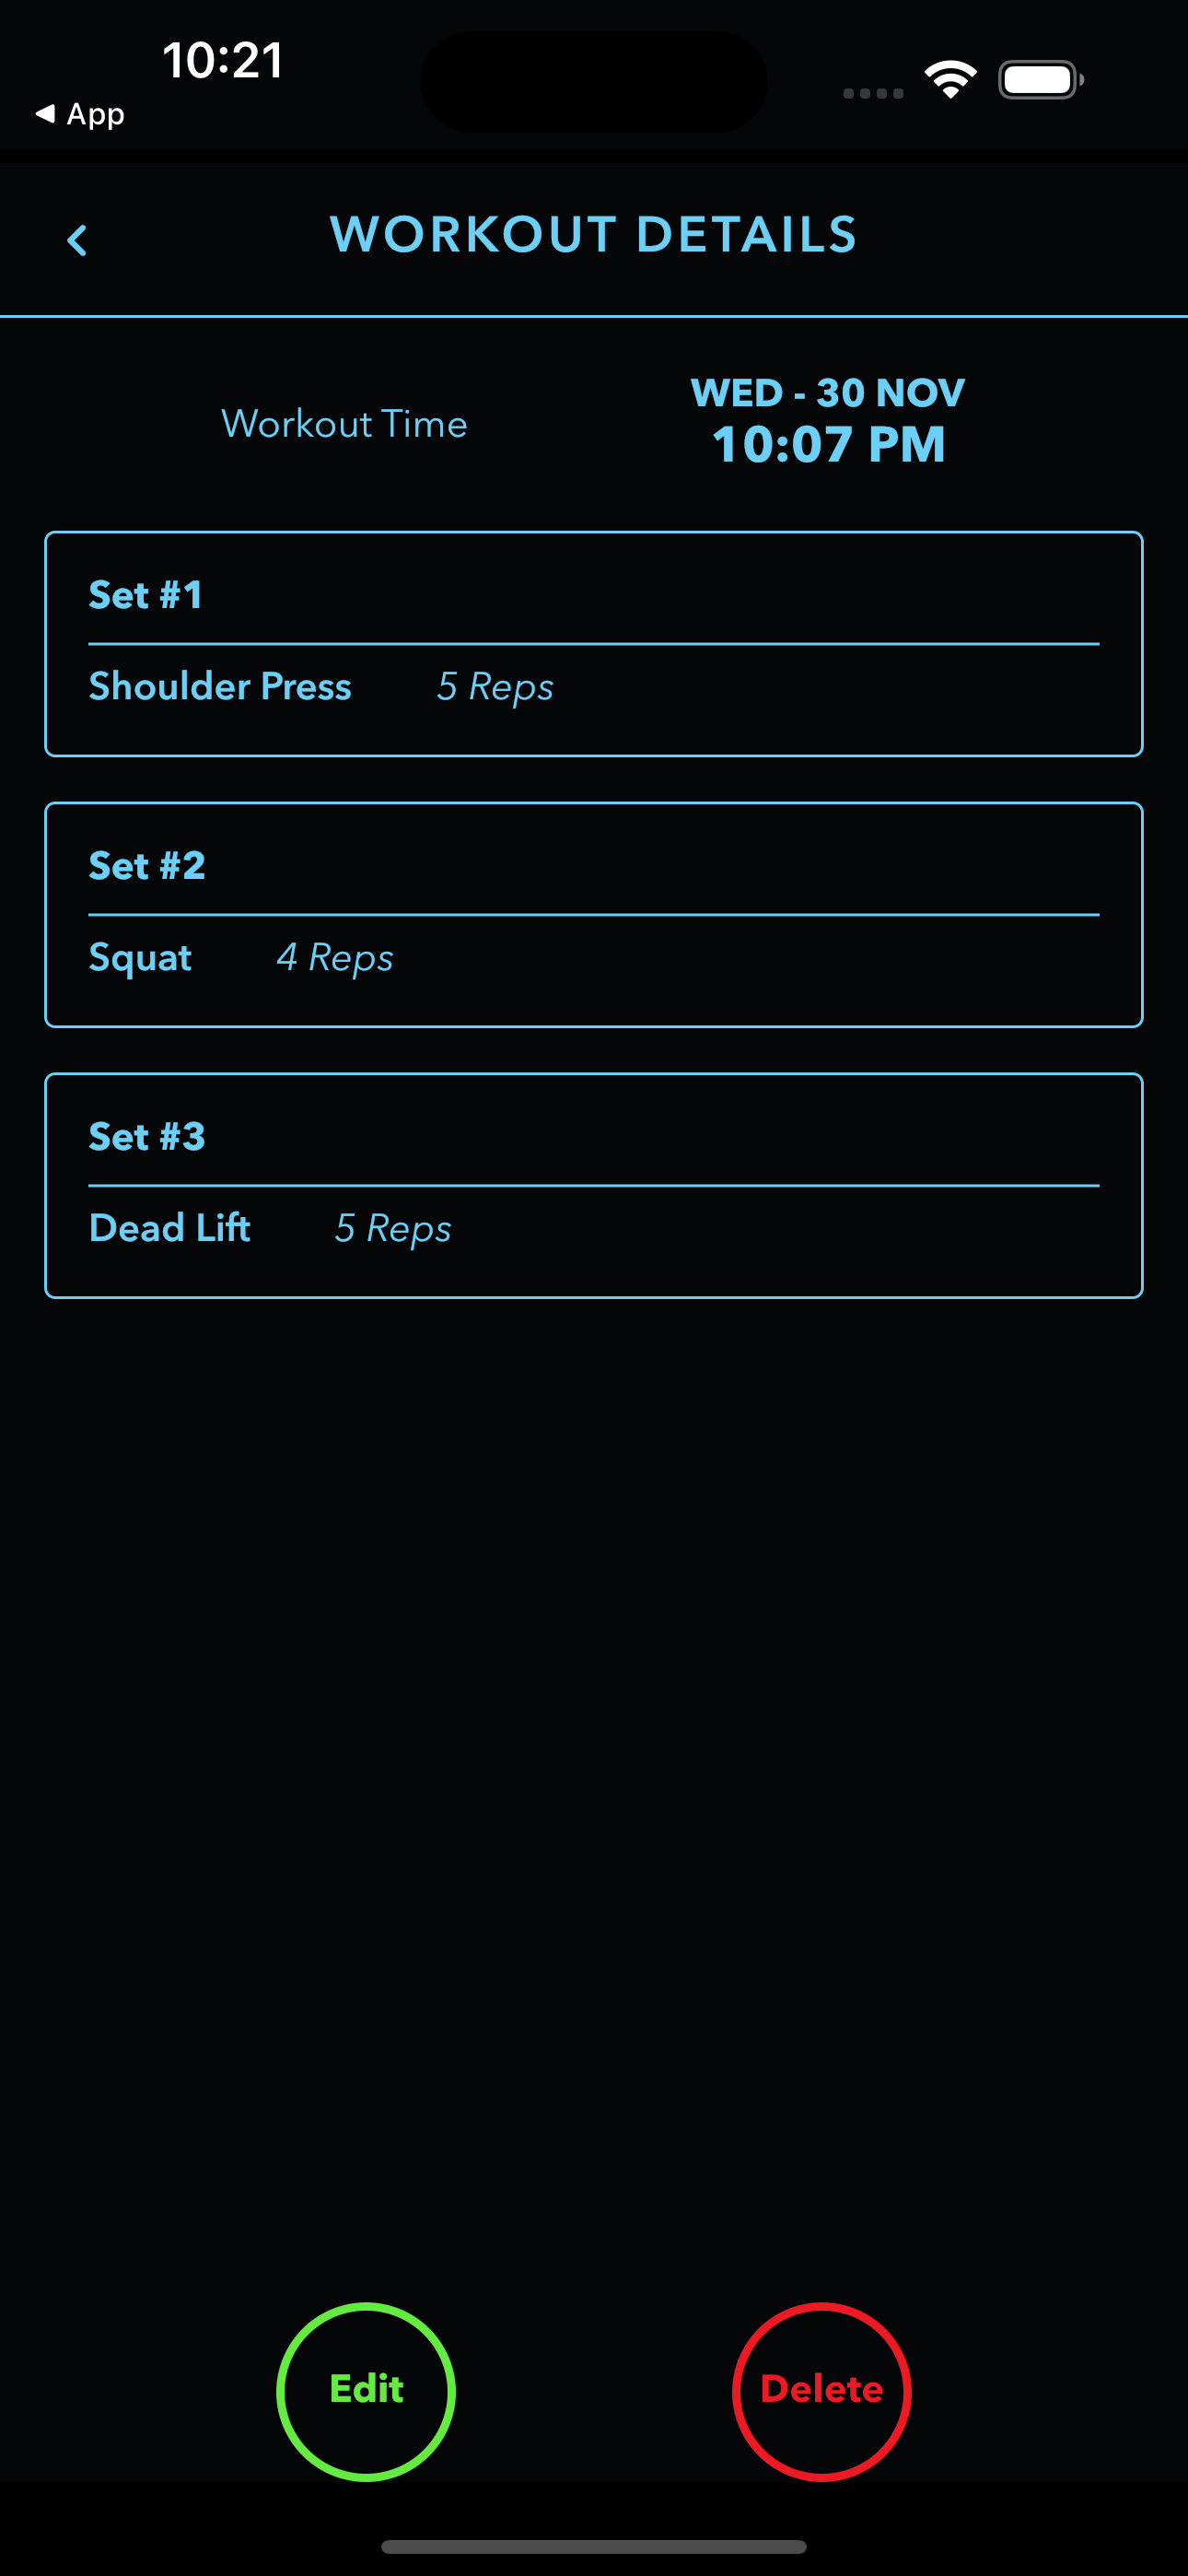 10:21
◀ App
WORKOUT DETAILS
Workout Time
WED - 30 NOV
10:07 PM
Set #1
Shoulder Press 5 Reps
Set #2
Squat 4 Reps
Set #3
Dead Lift 5 Reps
Edit
Delete